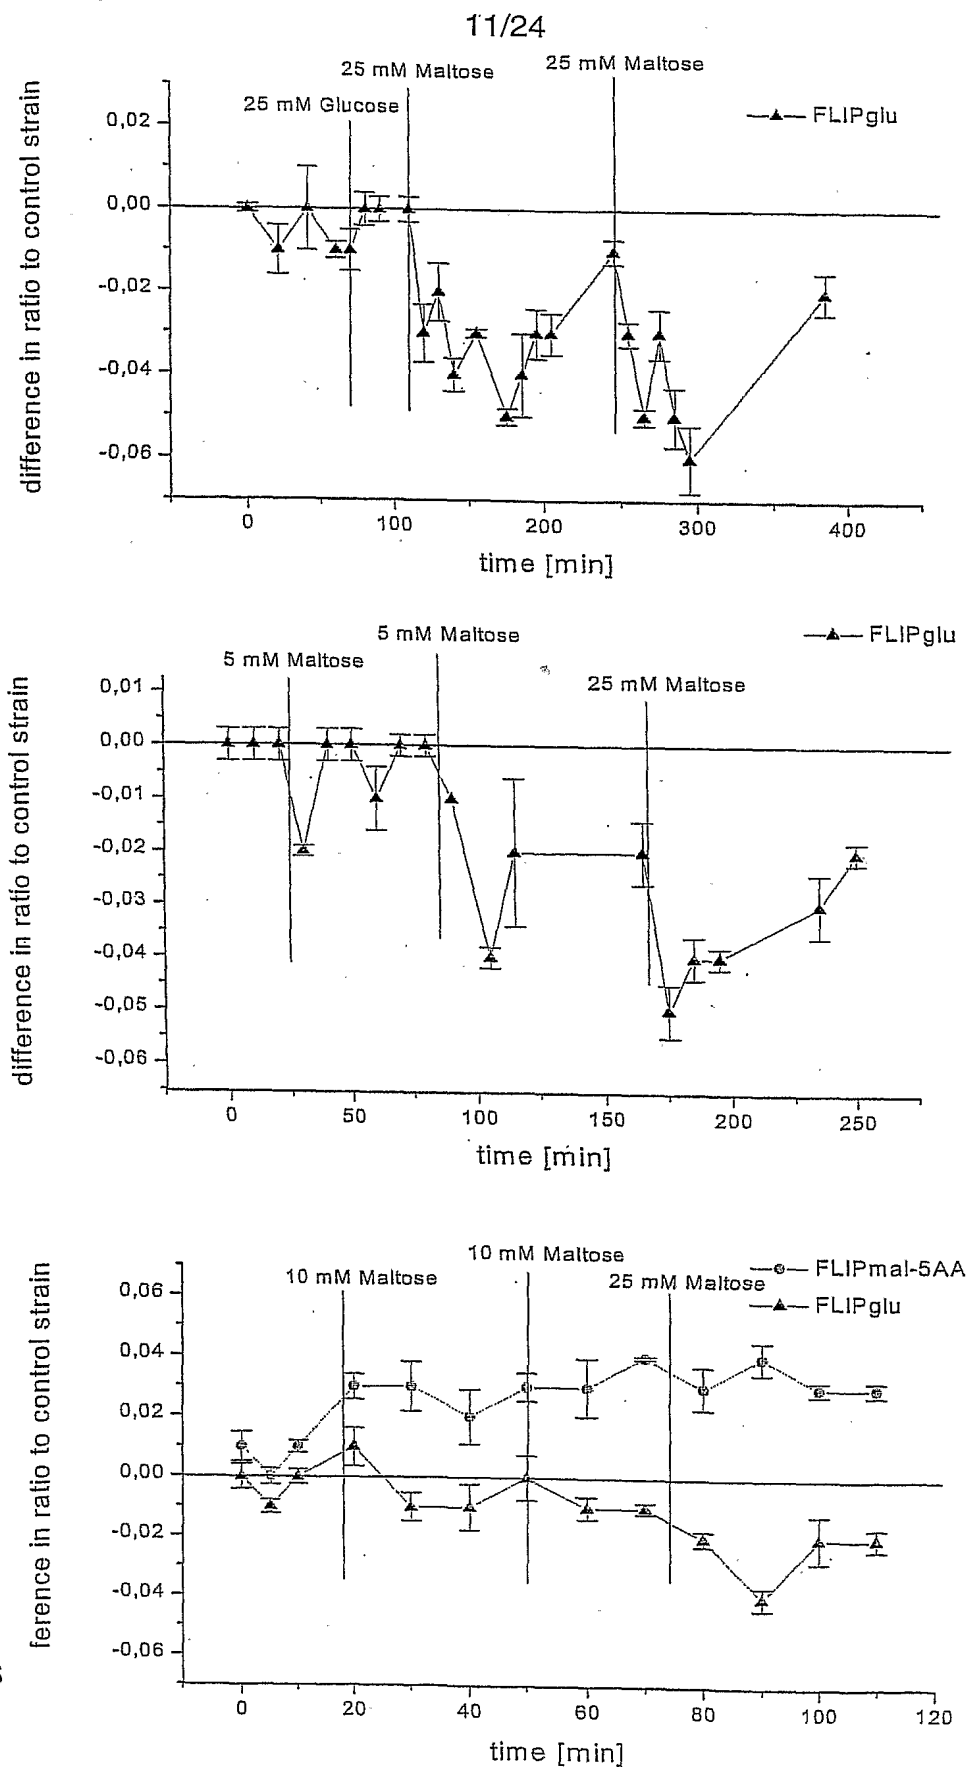 11/24
25 mM Maltose
25 mM Maltose
25 mM Glucose
FLIPglu
difference in ratio to control strain
0,02
0,00
-0,02
-0,04
-0,06
0
100
200
300
400
time [min]
5 mM Maltose
5 mM Maltose
25 mM Maltose
FLIPglu
difference in ratio to control strain
0,01
0,00
-0,01
-0,02
-0,03
-0,04
-0,05
-0,06
0
50
100
150
200
250
time [min]
10 mM Maltose
10 mM Maltose
25 mM Maltose
FLIPmal-5AA
FLIPglu
ference in ratio to control strain
0,06
0,04
0,02
0,00
-0,02
-0,04
-0,06
0
20
40
60
80
100
120
time [min]